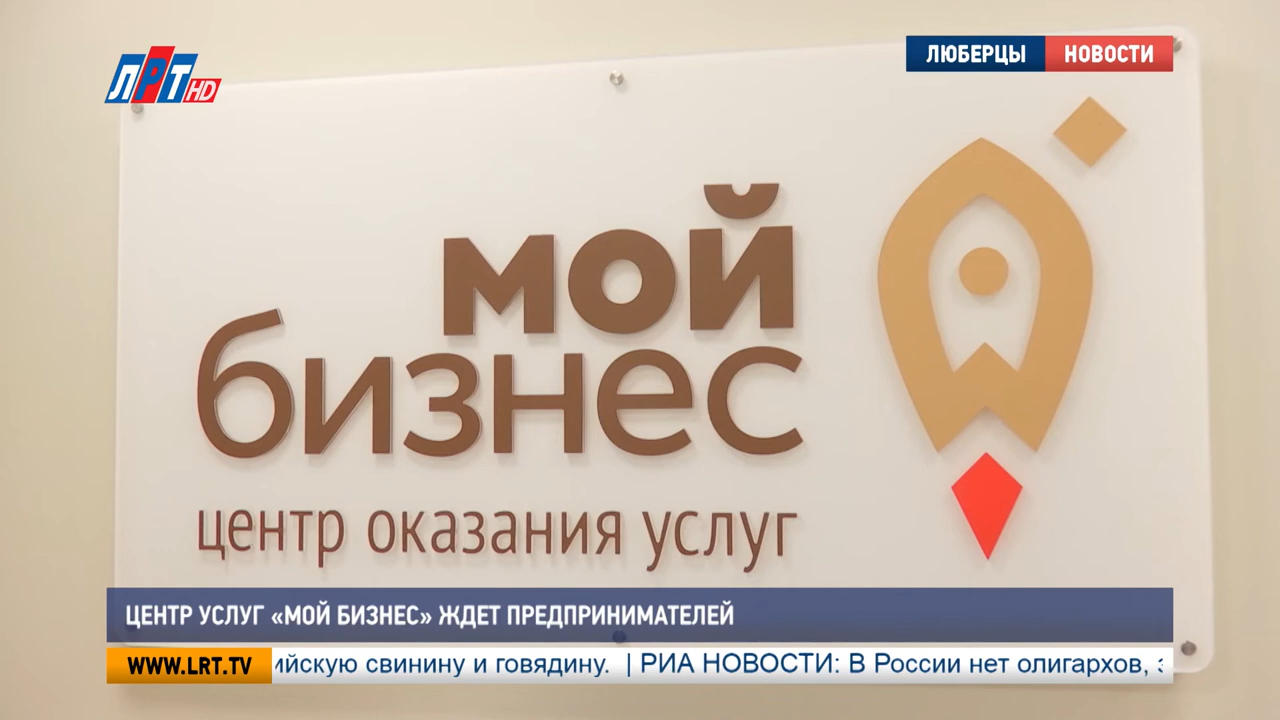 ЛРТ HD
ЛЮБЕРЦЫ НОВОСТИ
мой
бизнес
центр оказания услуг
ЦЕНТР УСЛУГ «МОЙ БИЗНЕС» ЖДЕТ ПРЕДПРИНИМАТЕЛЕЙ
WWW.LRT.TV йскую свинину и говядину. | РИА НОВОСТИ: В России нет олигархов, з